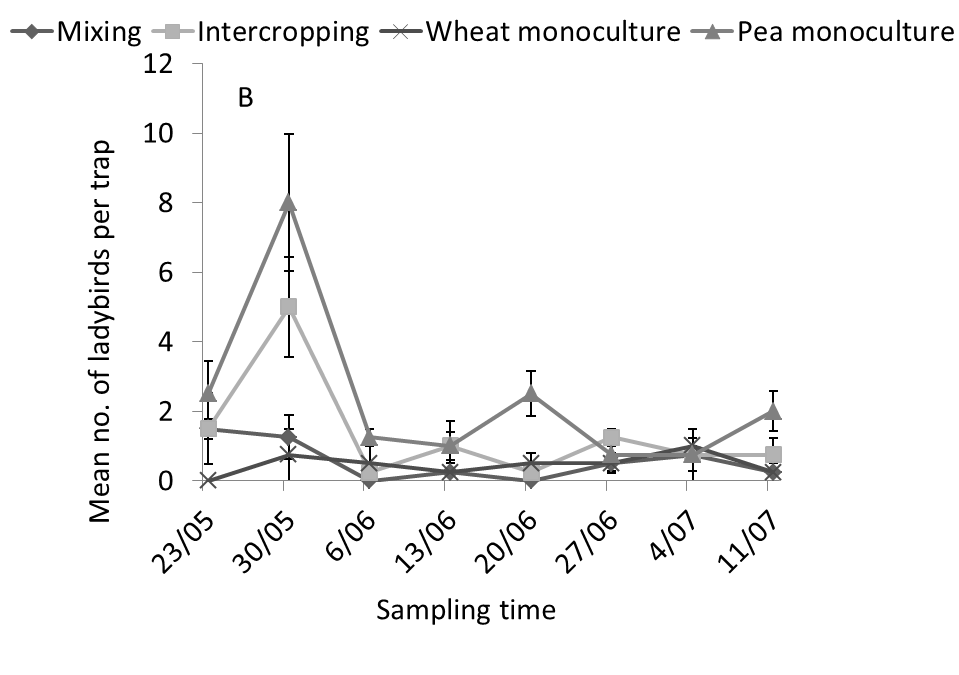 Mixing Intercropping Wheat monoculture Pea monoculture
B
Mean no. of ladybirds per trap
12
10
8
6
4
2
0
23/05 30/05 6/06 13/06 20/06 27/06 4/07 11/07
Sampling time